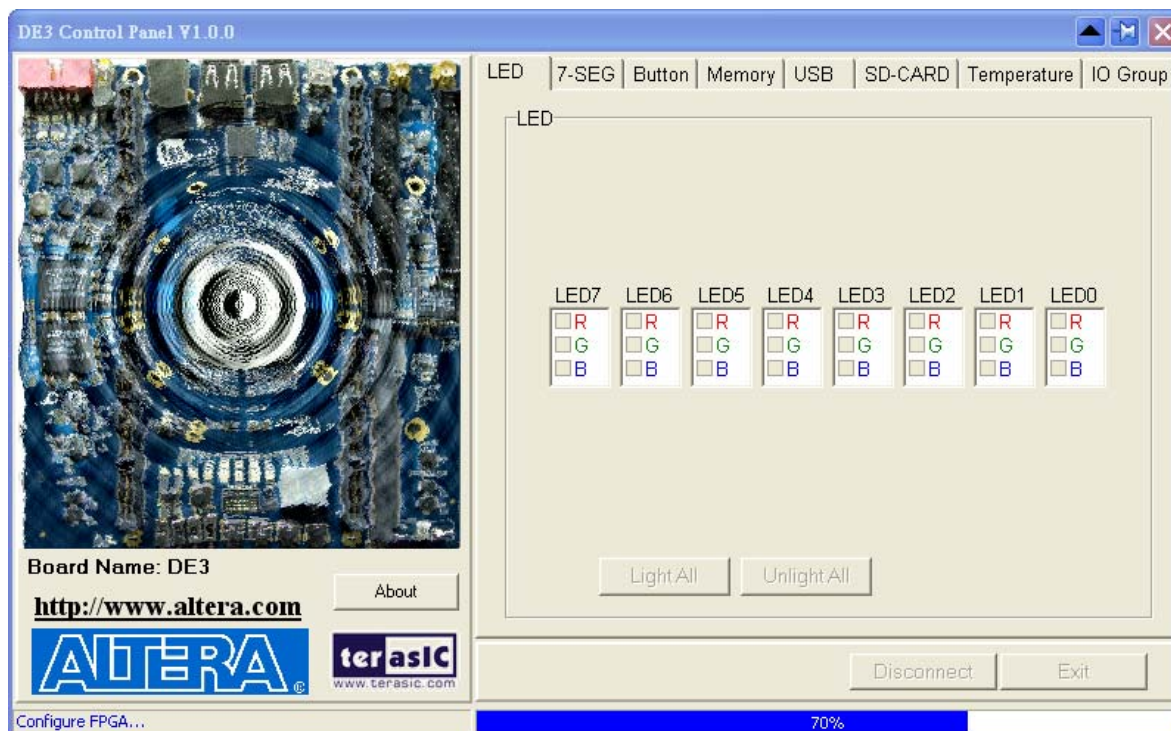 DE3 Control Panel V1.0.0
LED 7-SEG Button Memory USB SD-CARD Temperature IO Group
LED
LED7 LED6 LED5 LED4 LED3 LED2 LED1 LED0
R R R R R R R R
G G G G G G G G
B B B B B B B B
Light All Unlight All
Board Name: DE3
http://www.altera.com
About
ALTERA®
terasIC
www.terasic.com
Disconnect Exit
Configure FPGA...
70%